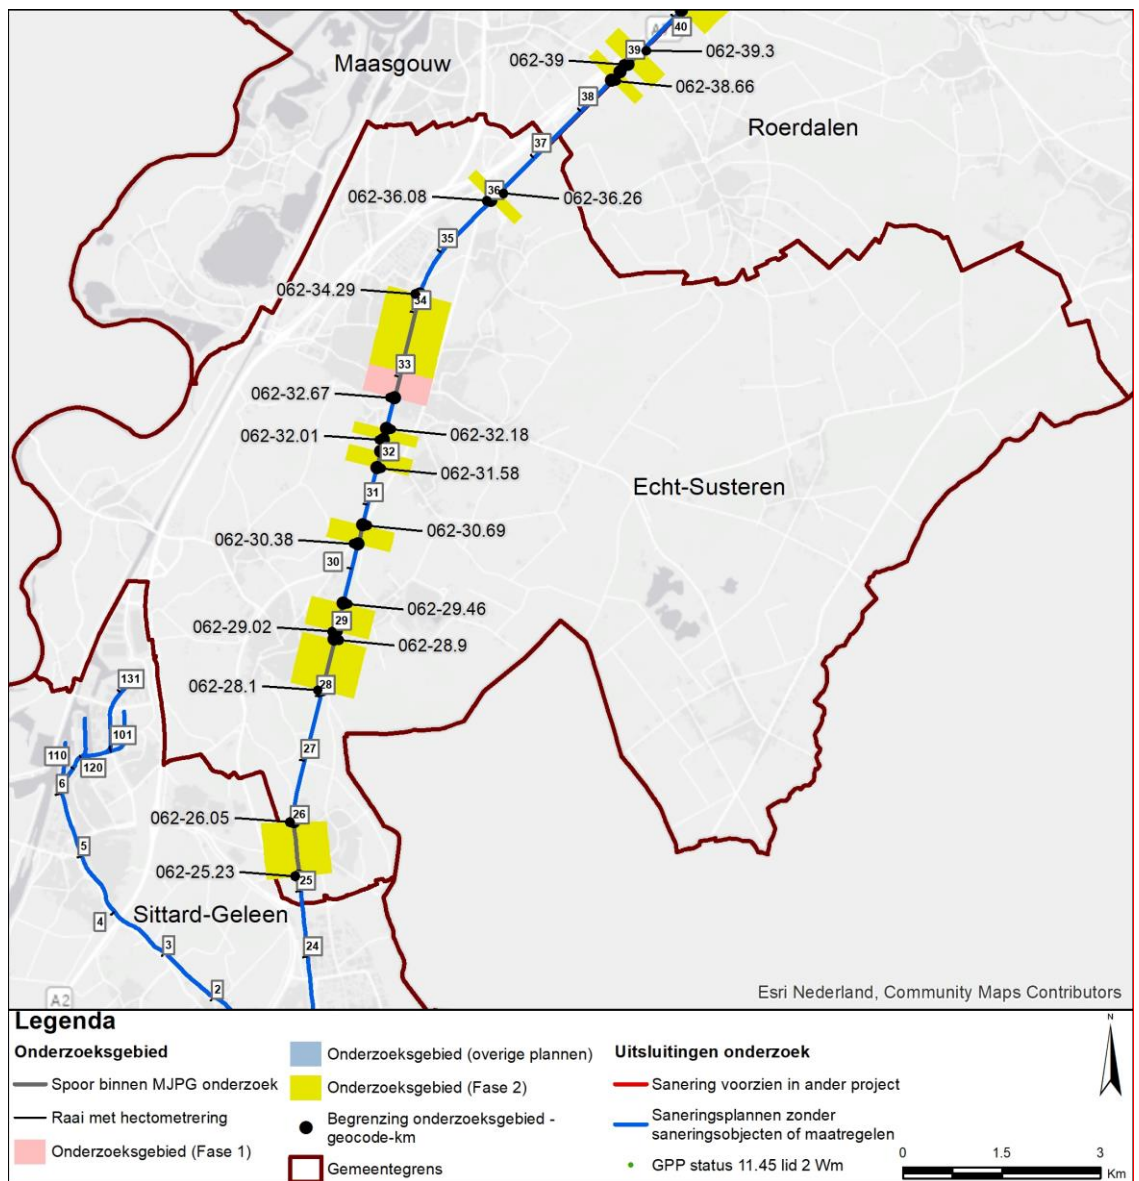 40
39
062-39.3
062-39
Maasgouw
062-38.66
38
Roerdalen
37
36
062-36.08
062-36.26
35
062-34.29
34
33
062-32.67
062-32.18
062-32.01
32
062-31.58
31
Echt-Susteren
062-30.69
062-30.38
30
062-29.46
29
062-29.02
062-28.9
131
062-28.1
28
101
27
110
120
6
26
062-26.05
5
062-25.23
25
Sittard-Geleen
4
3
24
2
A2
Esri Nederland, Community Maps Contributors
Legenda
Onderzoeksgebied
Spoor binnen MJPG onderzoek
Raai met hectometrering
Onderzoeksgebied (Fase 1)
Onderzoeksgebied (overige plannen)
Onderzoeksgebied (Fase 2)
Begrenzing onderzoeksgebied -
geocode-km
Gemeentegrens
Uitsluitingen onderzoek
Sanering voorzien in ander project
Saneringsplannen zonder
saneringsobjecten of maatregelen
GPP status 11.45 lid 2 Wm
N
0 1.5 3
Km